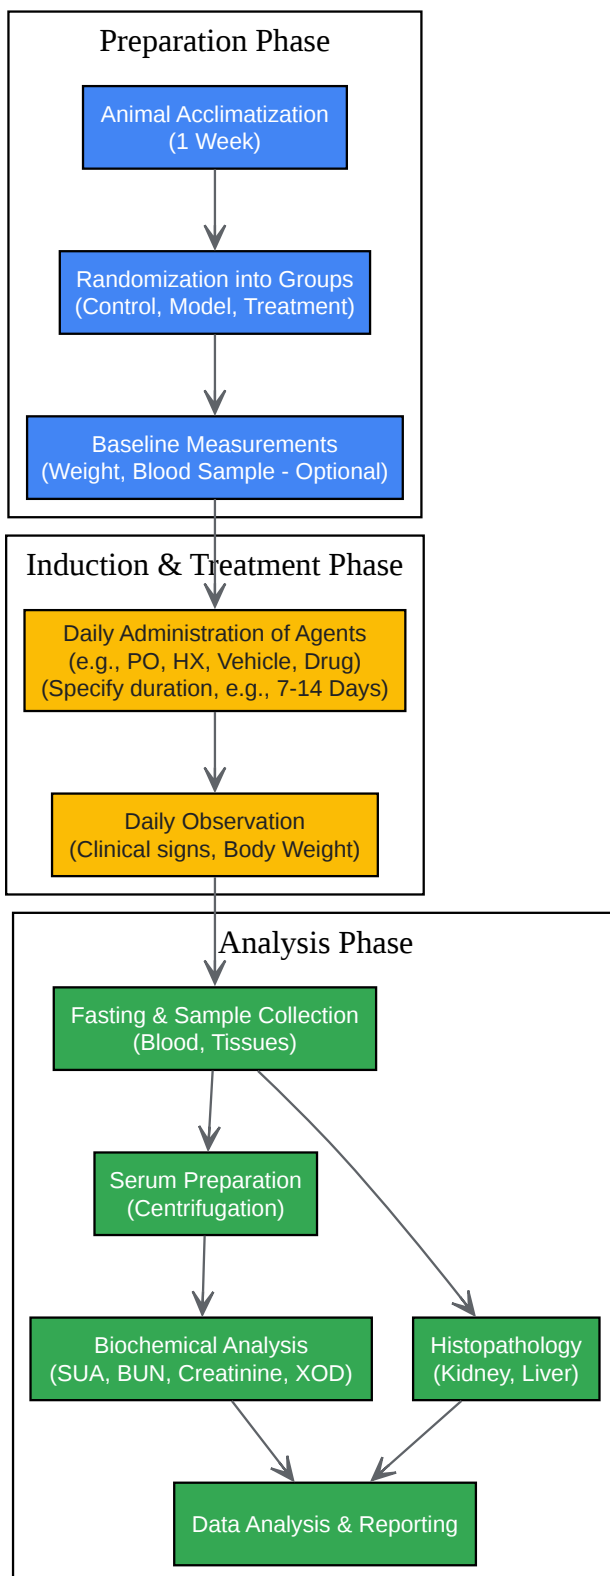 Preparation Phase
Animal Acclimatization
(1 Week)
Randomization into Groups
(Control, Model, Treatment)
Baseline Measurements
(Weight, Blood Sample - Optional)
Induction & Treatment Phase
Daily Administration of Agents
(e.g., PO, HX, Vehicle, Drug)
(Specify duration, e.g., 7-14 Days)
Daily Observation
(Clinical signs, Body Weight)
Analysis Phase
Fasting & Sample Collection
(Blood, Tissues)
Serum Preparation
(Centrifugation)
Biochemical Analysis
(SUA, BUN, Creatinine, XOD)
Histopathology
(Kidney, Liver)
Data Analysis & Reporting